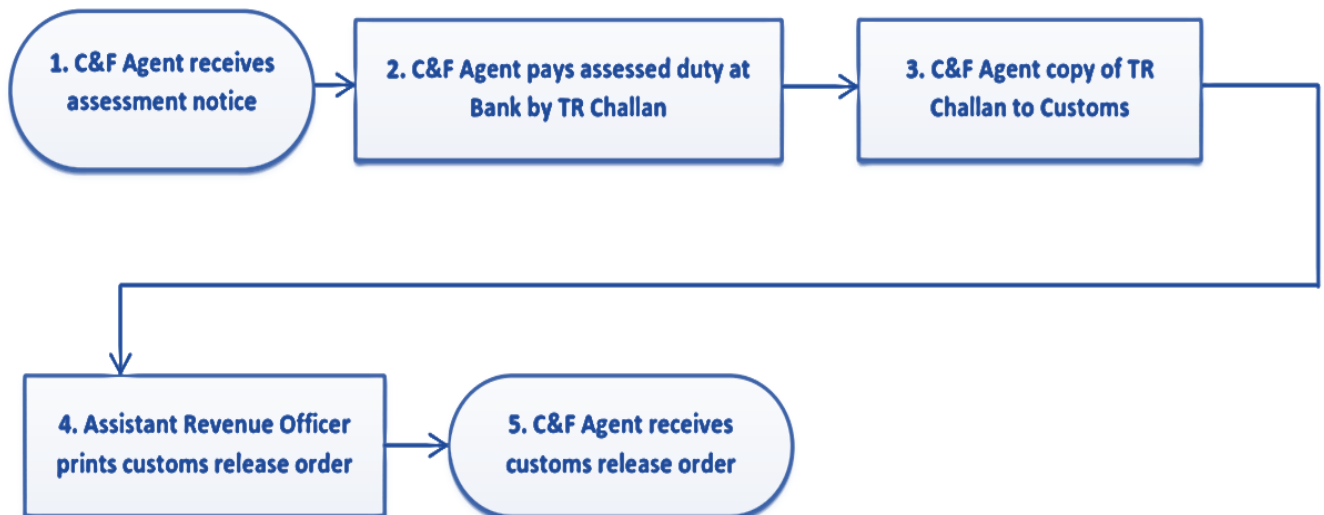 1. C&F Agent receives
assessment notice
2. C&F Agent pays assessed duty at
Bank by TR Challan
3. C&F Agent copy of TR
Challan to Customs
4. Assistant Revenue Officer
prints customs release order
5. C&F Agent receives
customs release order